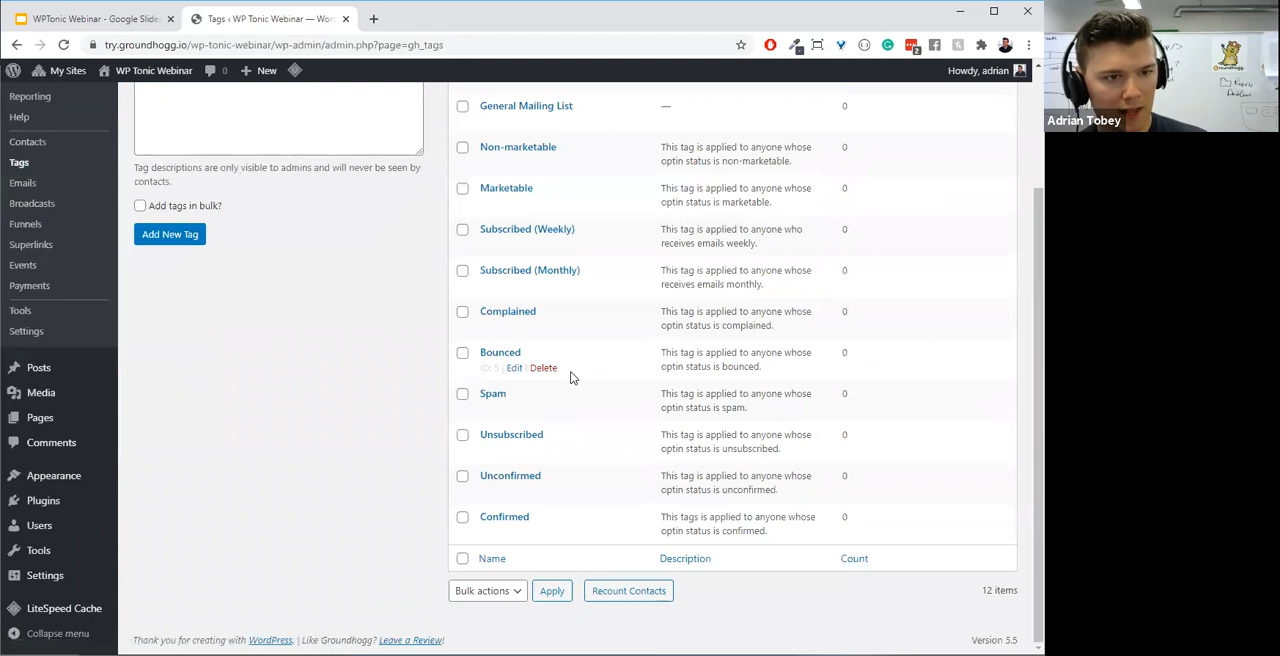 WPTonic Webinar - Google Slide
Tags ‹ WP Tonic Webinar — Wor
try.groundhogg.io/wp-tonic-webinar/wp-admin/admin.php?page=gh_tags
My Sites
WP Tonic Webinar
0
New
Howdy, adrian
Reporting
Help
Contacts
Tags
Emails
Broadcasts
Funnels
Superlinks
Events
Payments
Tools
Settings
Posts
Media
Pages
Comments
Appearance
Plugins
Users
Tools
Settings
LiteSpeed Cache
Collapse menu
Tag descriptions are only visible to admins and will never be seen by
contacts.
Add tags in bulk?
Add New Tag
General Mailing List — 0
Non-marketable This tag is applied to anyone whose 0
optin status is non-marketable.
Marketable This tag is applied to anyone whose 0
optin status is marketable.
Subscribed (Weekly) This tag is applied to anyone who 0
receives emails weekly.
Subscribed (Monthly) This tag is applied to anyone whose 0
receives emails monthly.
Complained This tag is applied to anyone whose 0
optin status is complained.
Bounced This tag is applied to anyone whose 0
ID: 5 | Edit | Delete optin status is bounced.
Spam This tag is applied to anyone whose 0
optin status is spam.
Unsubscribed This tag is applied to anyone whose 0
optin status is unsubscribed.
Unconfirmed This tag is applied to anyone whose 0
optin status is unconfirmed.
Confirmed This tags is applied to anyone whose 0
optin status is confirmed.
Name Description Count
Bulk actions Apply Recount Contacts 12 items
Thank you for creating with WordPress. | Like Groundhogg? Leave a Review!
Version 5.5
Adrian Tobey